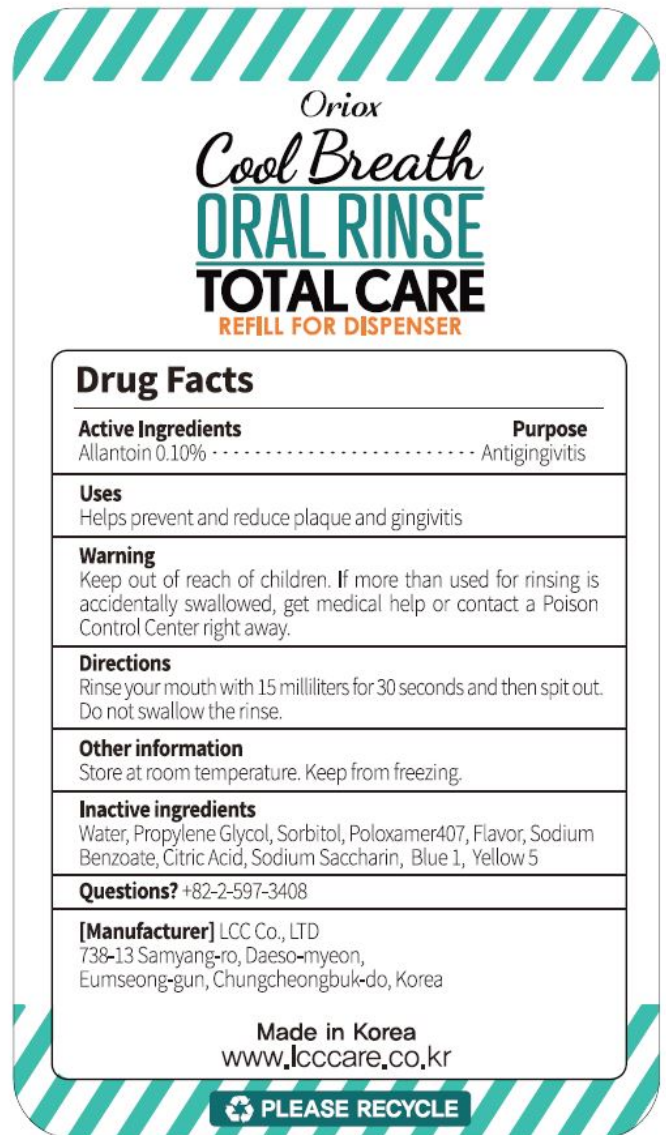 Oriox
Cool Breath
ORAL RINSE
TOTAL CARE
REFILL FOR DISPENSER
Drug Facts
Active Ingredients Purpose
Allantoin 0.10% - - - - - - - - - - - - - - - - - - - - - - - - - Antigingivitis
Uses
Helps prevent and reduce plaque and gingivitis
Warning
Keep out of reach of children. If more than used for rinsing is
accidentally swallowed, get medical help or contact a Poison
Control Center right away.
Directions
Rinse your mouth with 15 milliliters for 30 seconds and then spit out.
Do not swallow the rinse.
Other information
Store at room temperature. Keep from freezing.
Inactive ingredients
Water, Propylene Glycol, Sorbitol, Poloxamer407, Flavor, Sodium
Benzoate, Citric Acid, Sodium Saccharin, Blue 1, Yellow 5
Questions? +82-2-597-3408
[Manufacturer] LCC Co., LTD
738-13 Samyang-ro, Daeso-myeon,
Eumseong-gun, Chungcheongbuk-do, Korea
Made in Korea
www.lcccare.co.kr
PLEASE RECYCLE